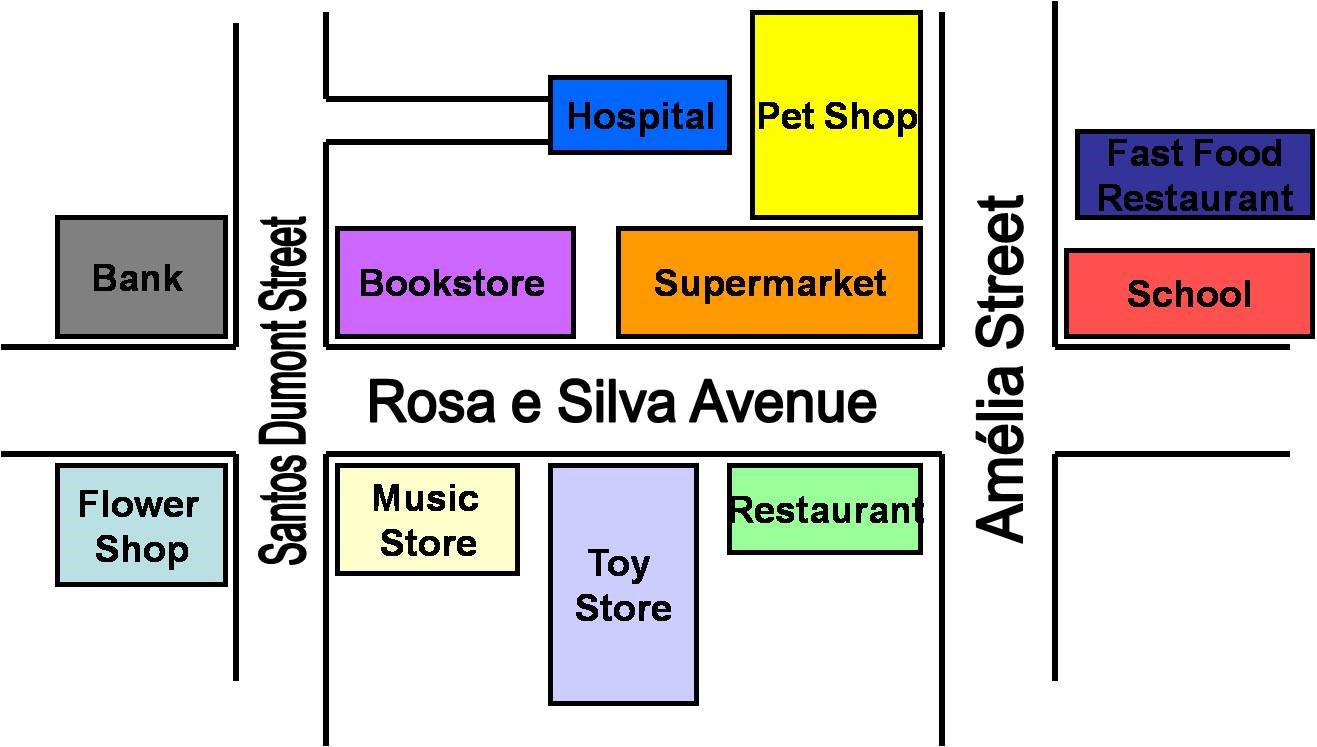 Hospital
Pet Shop
Fast Food
Restaurant
Bank
Santos Dumont Street
Bookstore
Supermarket
Amélia Street
School
Rosa e Silva Avenue
Flower
Shop
Music
Store
Toy
Store
Restaurant